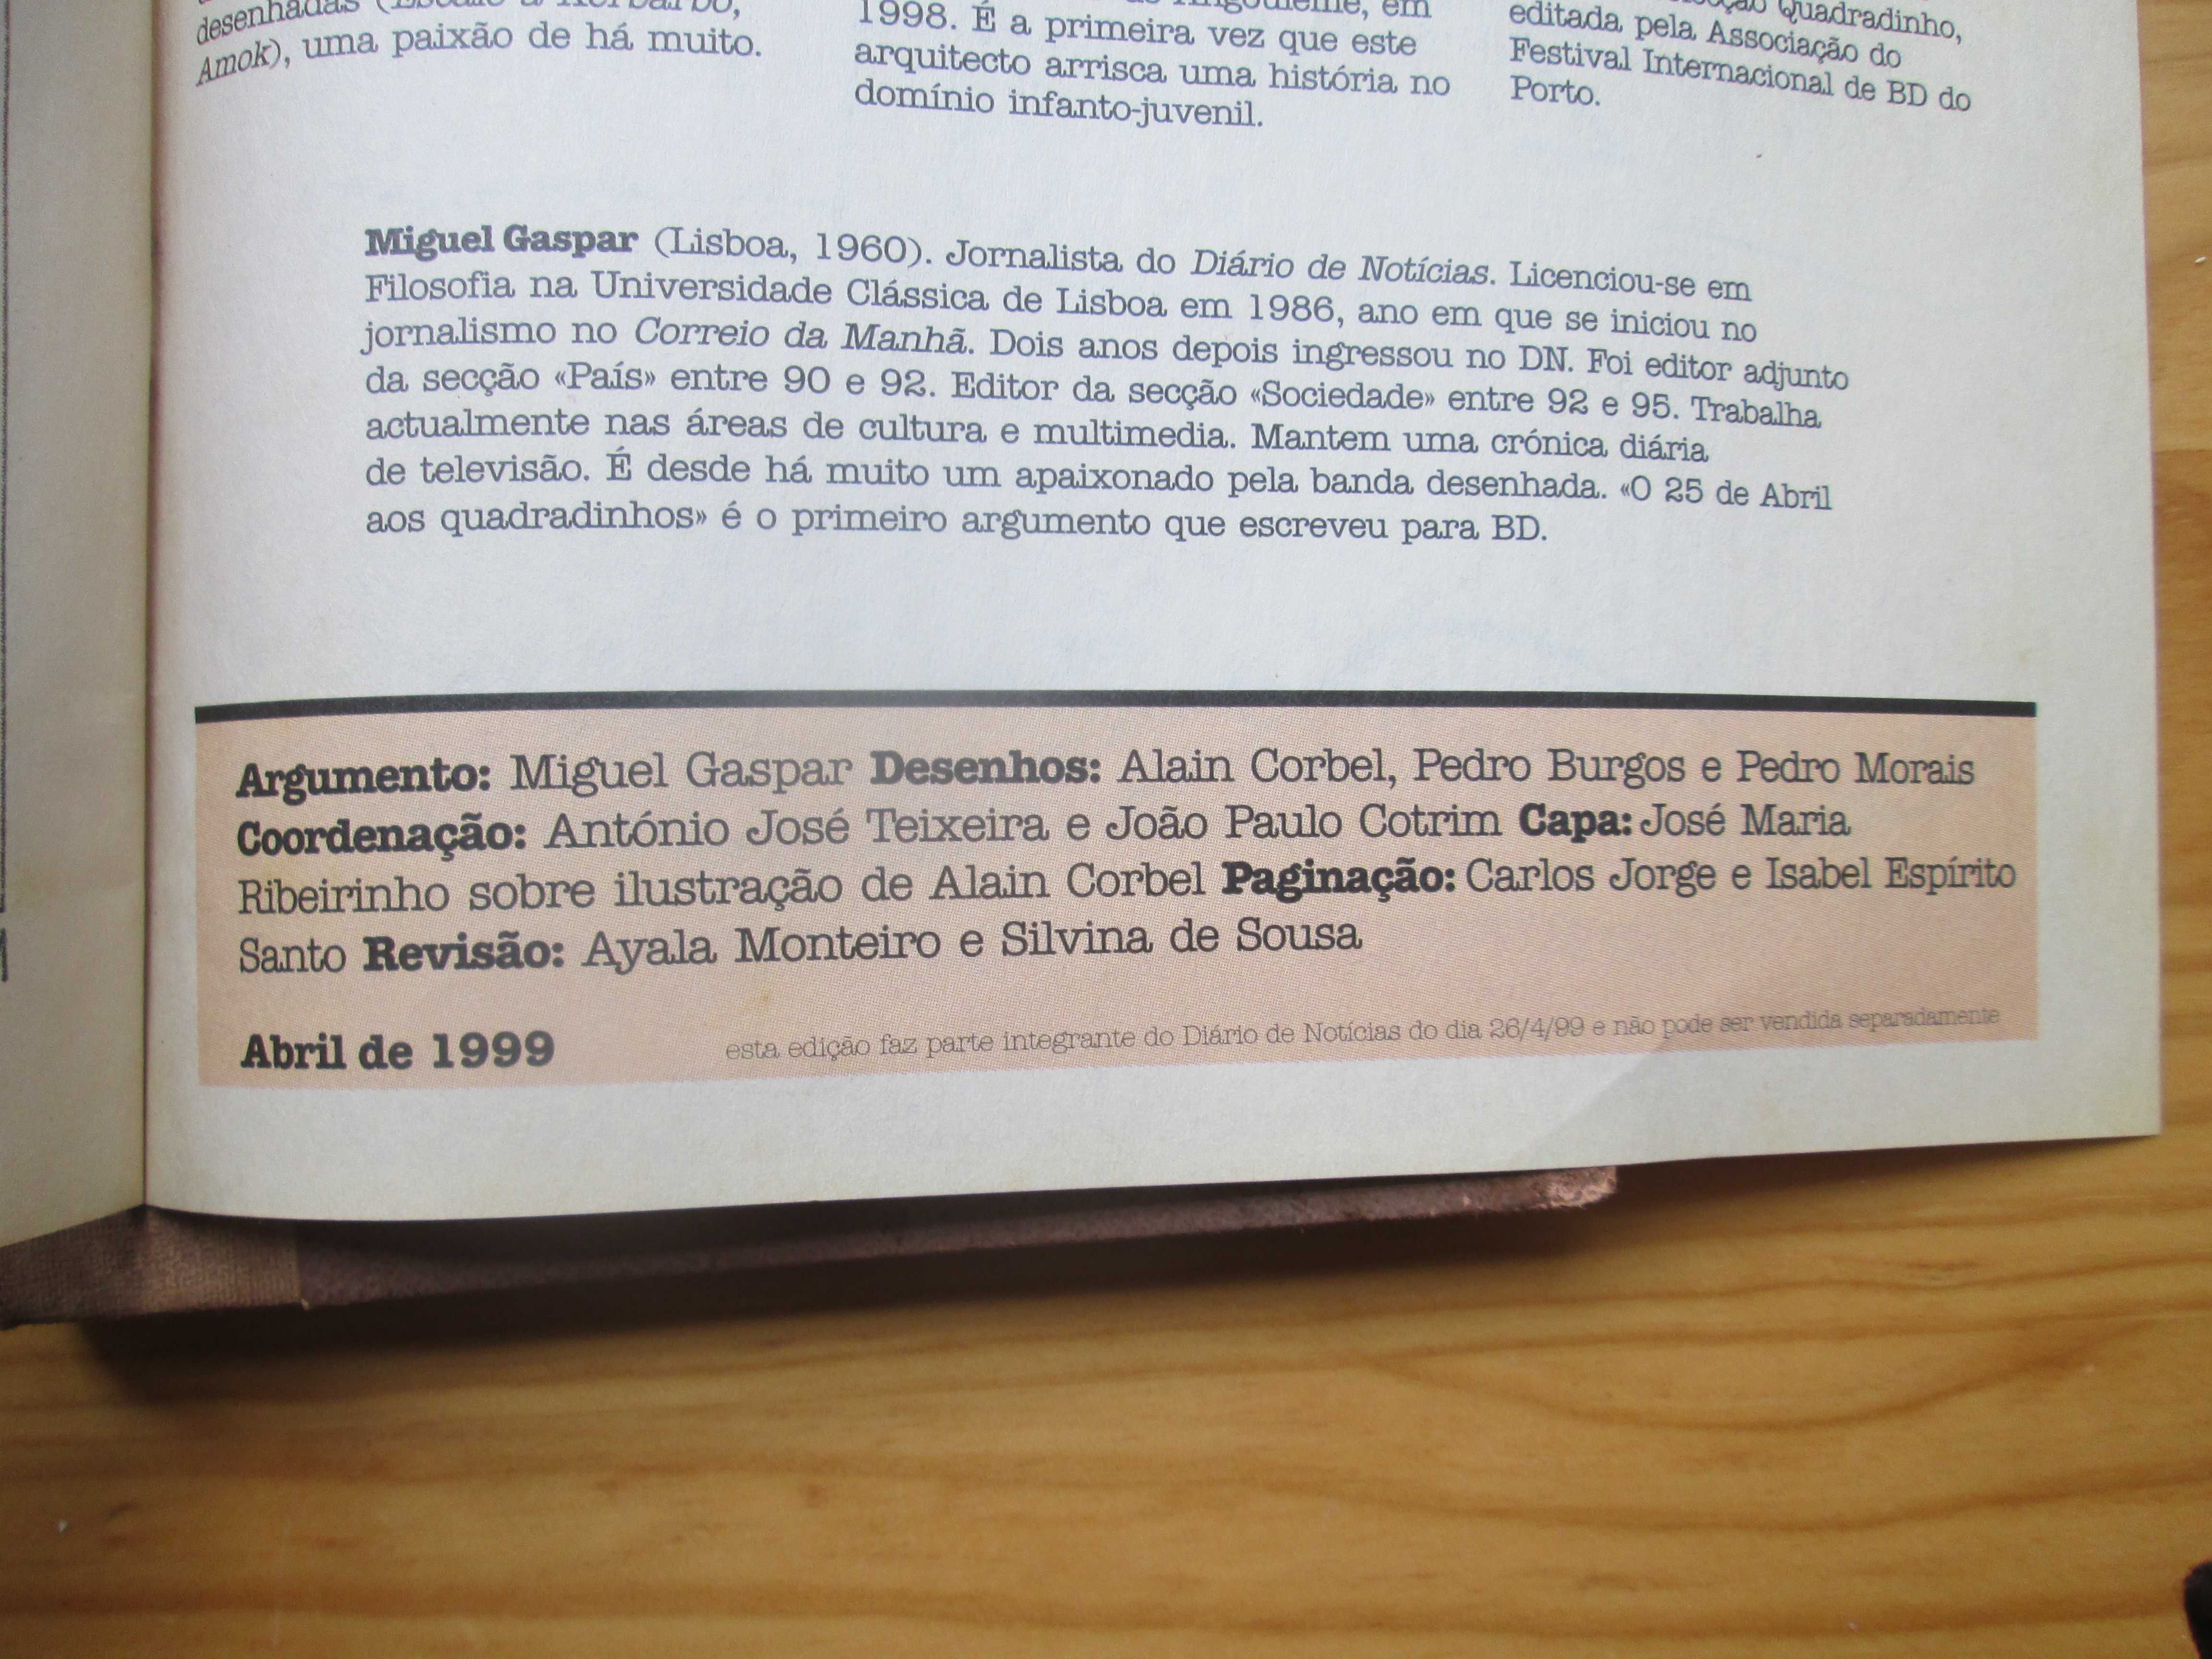 desenhadas
Amok), uma paixão de há muito.
em
1998. É a primeira vez que este
arquitecto arrisca uma história no
domínio infanto-juvenil.
Quadradinho,
editada pela Associação do
Festival Internacional de BD do
Porto.
Miguel Gaspar (Lisboa, 1960). Jornalista do Diário de Notícias. Licenciou-se em
Filosofia na Universidade Clássica de Lisboa em 1986, ano em que se iniciou no
jornalismo no Correio da Manhã. Dois anos depois ingressou no DN. Foi editor adjunto
da secção «País» entre 90 e 92. Editor da secção «Sociedade» entre 92 e 95. Trabalha
actualmente nas áreas de cultura e multimedia. Mantem uma crónica diária
de televisão. É desde há muito um apaixonado pela banda desenhada. «O 25 de Abril
aos quadradinhos» é o primeiro argumento que escreveu para BD.
Argumento: Miguel Gaspar Desenhos: Alain Corbel, Pedro Burgos e Pedro Morais
Coordenação: António José Teixeira e João Paulo Cotrim Capa: José Maria
Ribeirinho sobre ilustração de Alain Corbel Paginação: Carlos Jorge e Isabel Espírito
Santo Revisão: Ayala Monteiro e Silvina de Sousa
Abril de 1999
esta edição faz parte integrante do Diário de Notícias do dia 26/4/99 e não pode ser vendida separadamente